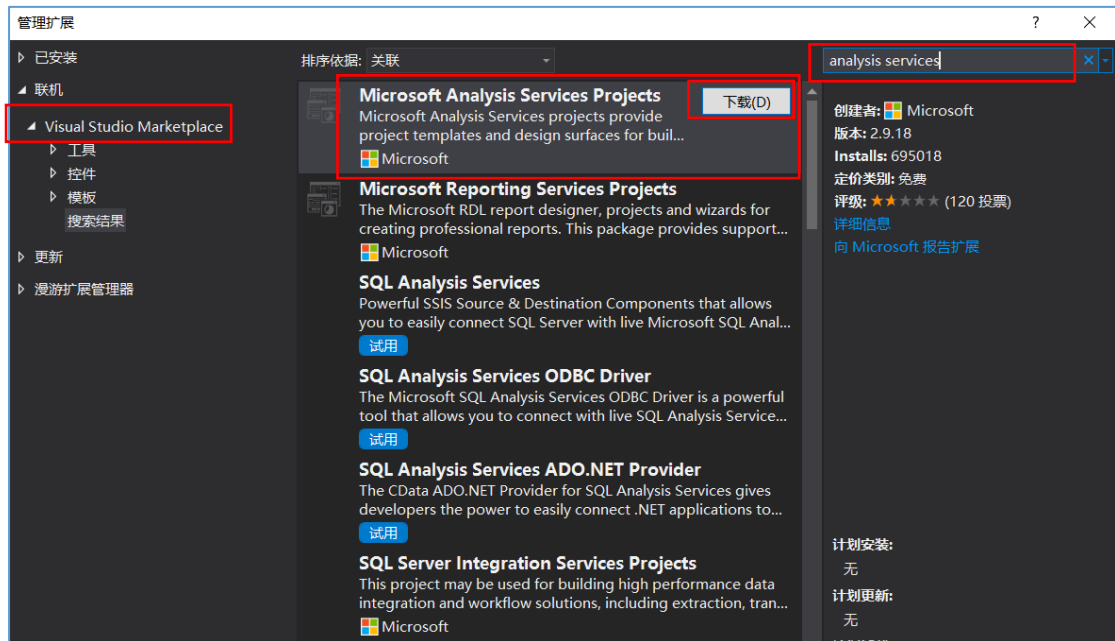 管理扩展
? ×
已安装
联机
Visual Studio Marketplace
工具
控件
模板
搜索结果
更新
漫游扩展管理器
排序依据: 关联
Microsoft Analysis Services Projects
下载(D)
Microsoft Analysis Services projects provide
project templates and design surfaces for buil...
Microsoft
Microsoft Reporting Services Projects
The Microsoft RDL report designer, projects and wizards for
creating professional reports. This package provides support...
Microsoft
SQL Analysis Services
Powerful SSIS Source & Destination Components that allows
you to easily connect SQL Server with live Microsoft SQL Anal...
试用
SQL Analysis Services ODBC Driver
The Microsoft SQL Analysis Services ODBC Driver is a powerful
tool that allows you to connect with live SQL Analysis Service...
试用
SQL Analysis Services ADO.NET Provider
The CData ADO.NET Provider for SQL Analysis Services gives
developers the power to easily connect .NET applications to...
试用
SQL Server Integration Services Projects
This project may be used for building high performance data
integration and workflow solutions, including extraction, tran...
Microsoft
analysis services
创建者: Microsoft
版本: 2.9.18
Installs: 695018
定价类别: 免费
评级: ★★★★★ (120 投票)
详细信息
向 Microsoft 报告扩展
计划安装:
无
计划更新:
无